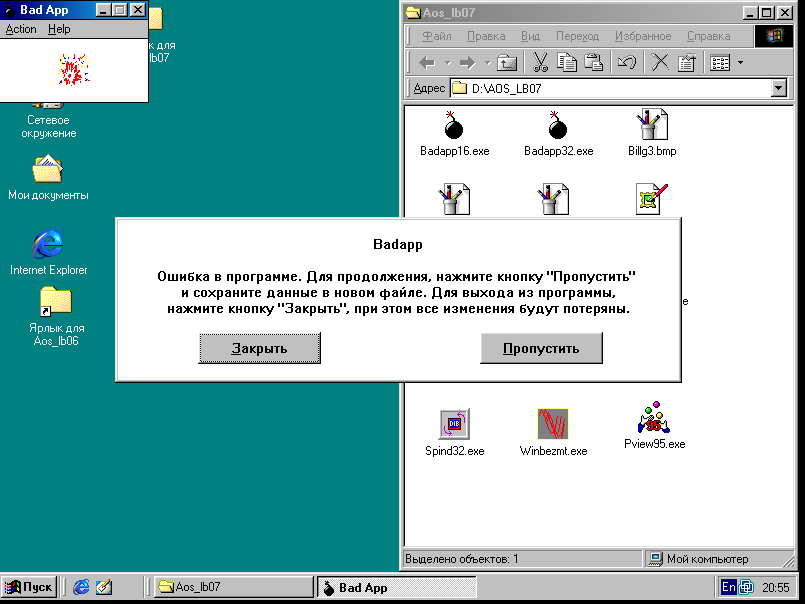 Bad App
Action Help
к для
lb07
Сетевое
окружение
Мои документы
Internet Explorer
Ярлык для
Aos_lb06
Aos_lb07
Файл Правка Вид Переход Избранное Справка
Адрес D:\AOS_LB07
Badapp16.exe Badapp32.exe Billg3.bmp
Badapp
Ошибка в программе. Для продолжения, нажмите кнопку "Пропустить"
и сохраните данные в новом файле. Для выхода из программы,
нажмите кнопку "Закрыть", при этом все изменения будут потеряны.
Закрыть Пропустить
e
DIB 95
Spind32.exe Winbezmt.exe Pview95.exe
Выделено объектов: 1 Мой компьютер
Пуск Aos_lb07 Bad App En 20:55